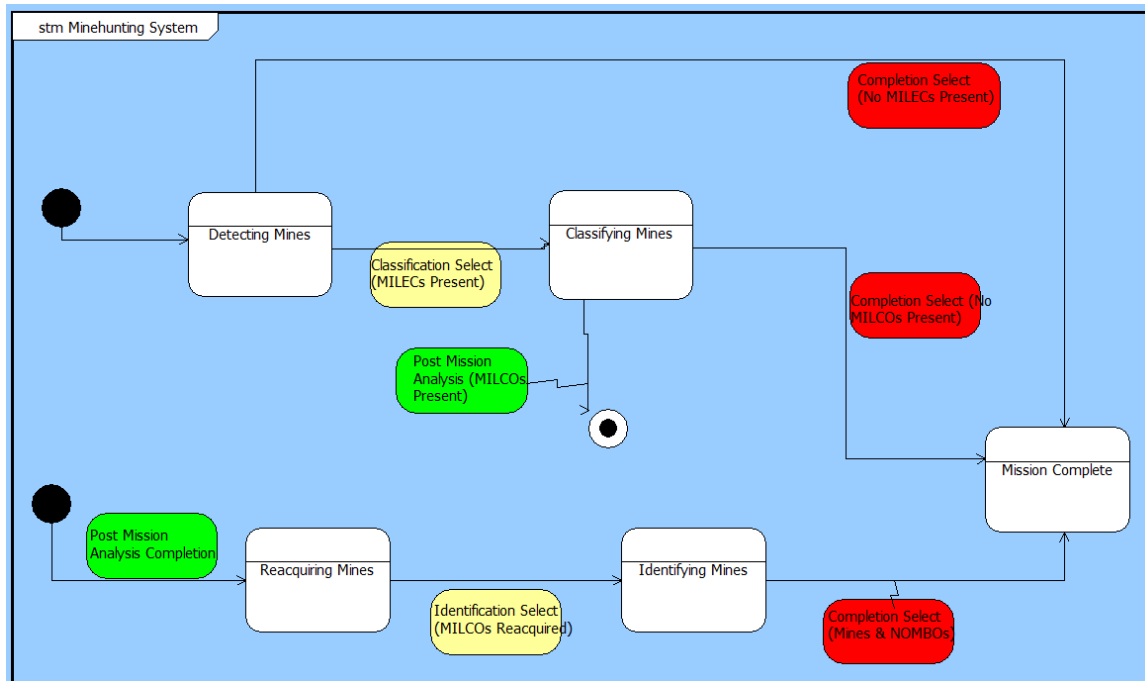 stm Minehunting System
Completion Select
(No MILECs Present)
Detecting Mines
Classifying Mines
Classification Select
(MILECs Present)
Completion Select (No
MILCOs Present)
Post Mission
Analysis (MILCOs
Present)
Mission Complete
Post Mission
Analysis Completion
Reacquiring Mines
Identifying Mines
Identification Select
(MILCOs Reacquired)
Completion Select
(Mines & NOMBOs)